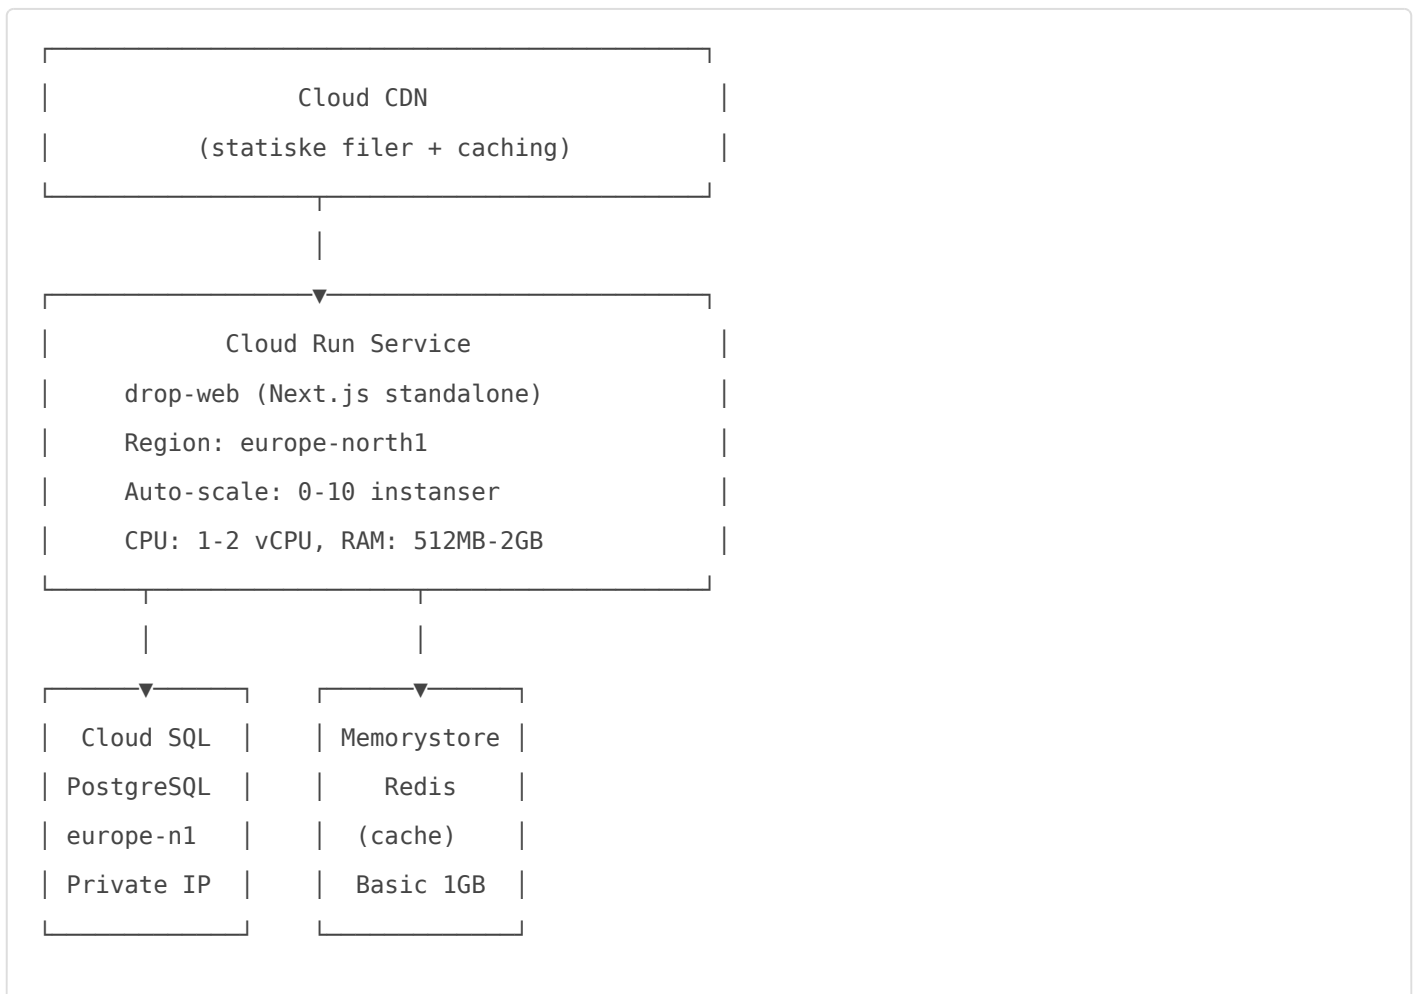 Cloud CDN
(statiske filer + caching)
Cloud Run Service
drop-web (Next.js standalone)
Region: europe-north1
Auto-scale: 0-10 instanser
CPU: 1-2 vCPU, RAM: 512MB-2GB
Cloud SQL
PostgreSQL
europe-n1
Private IP
Memorystore
Redis
(cache)
Basic 1GB